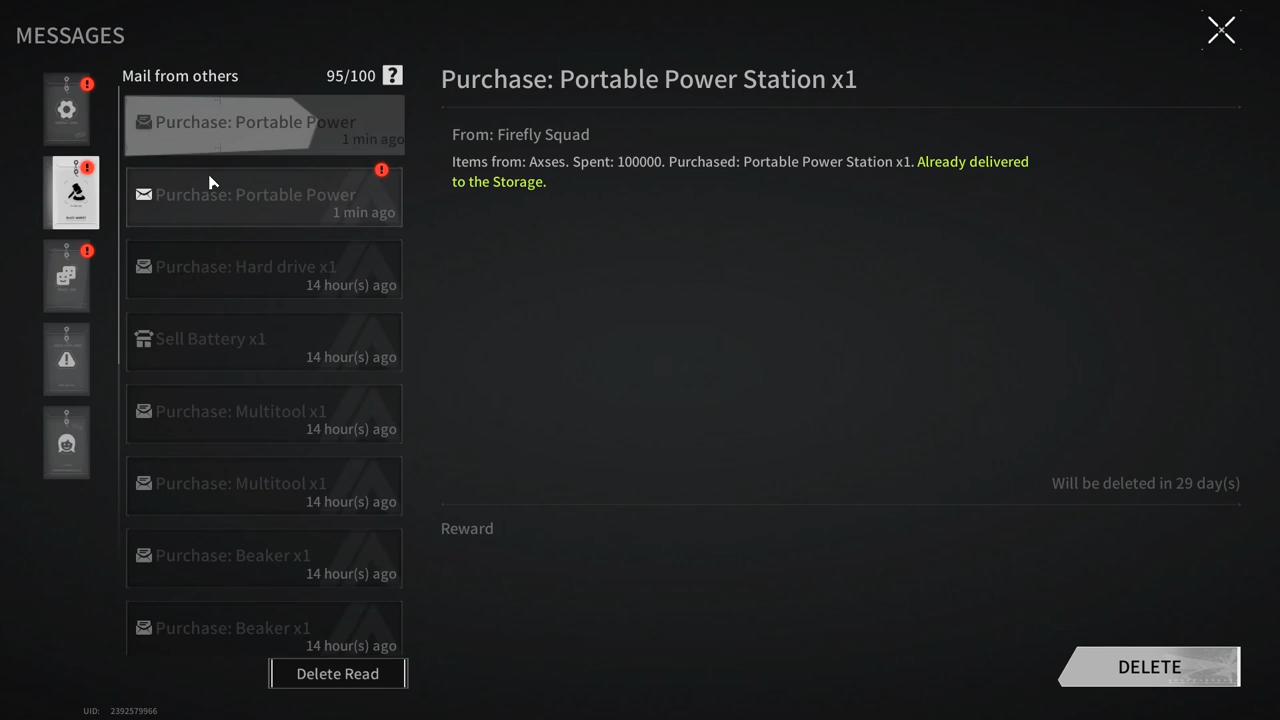 MESSAGES
Mail from others 95/100 ?
Purchase: Portable Power
1 min ago
Purchase: Portable Power
1 min ago
Purchase: Hard drive x1
14 hour(s) ago
Sell Battery x1
14 hour(s) ago
Purchase: Multitool x1
14 hour(s) ago
Purchase: Multitool x1
14 hour(s) ago
Purchase: Beaker x1
14 hour(s) ago
Purchase: Beaker x1
14 hour(s) ago
Delete Read
Purchase: Portable Power Station x1
From: Firefly Squad
Items from: Axses. Spent: 100000. Purchased: Portable Power Station x1. Already delivered
to the Storage.
Will be deleted in 29 day(s)
Reward
DELETE
UID: 2392579966